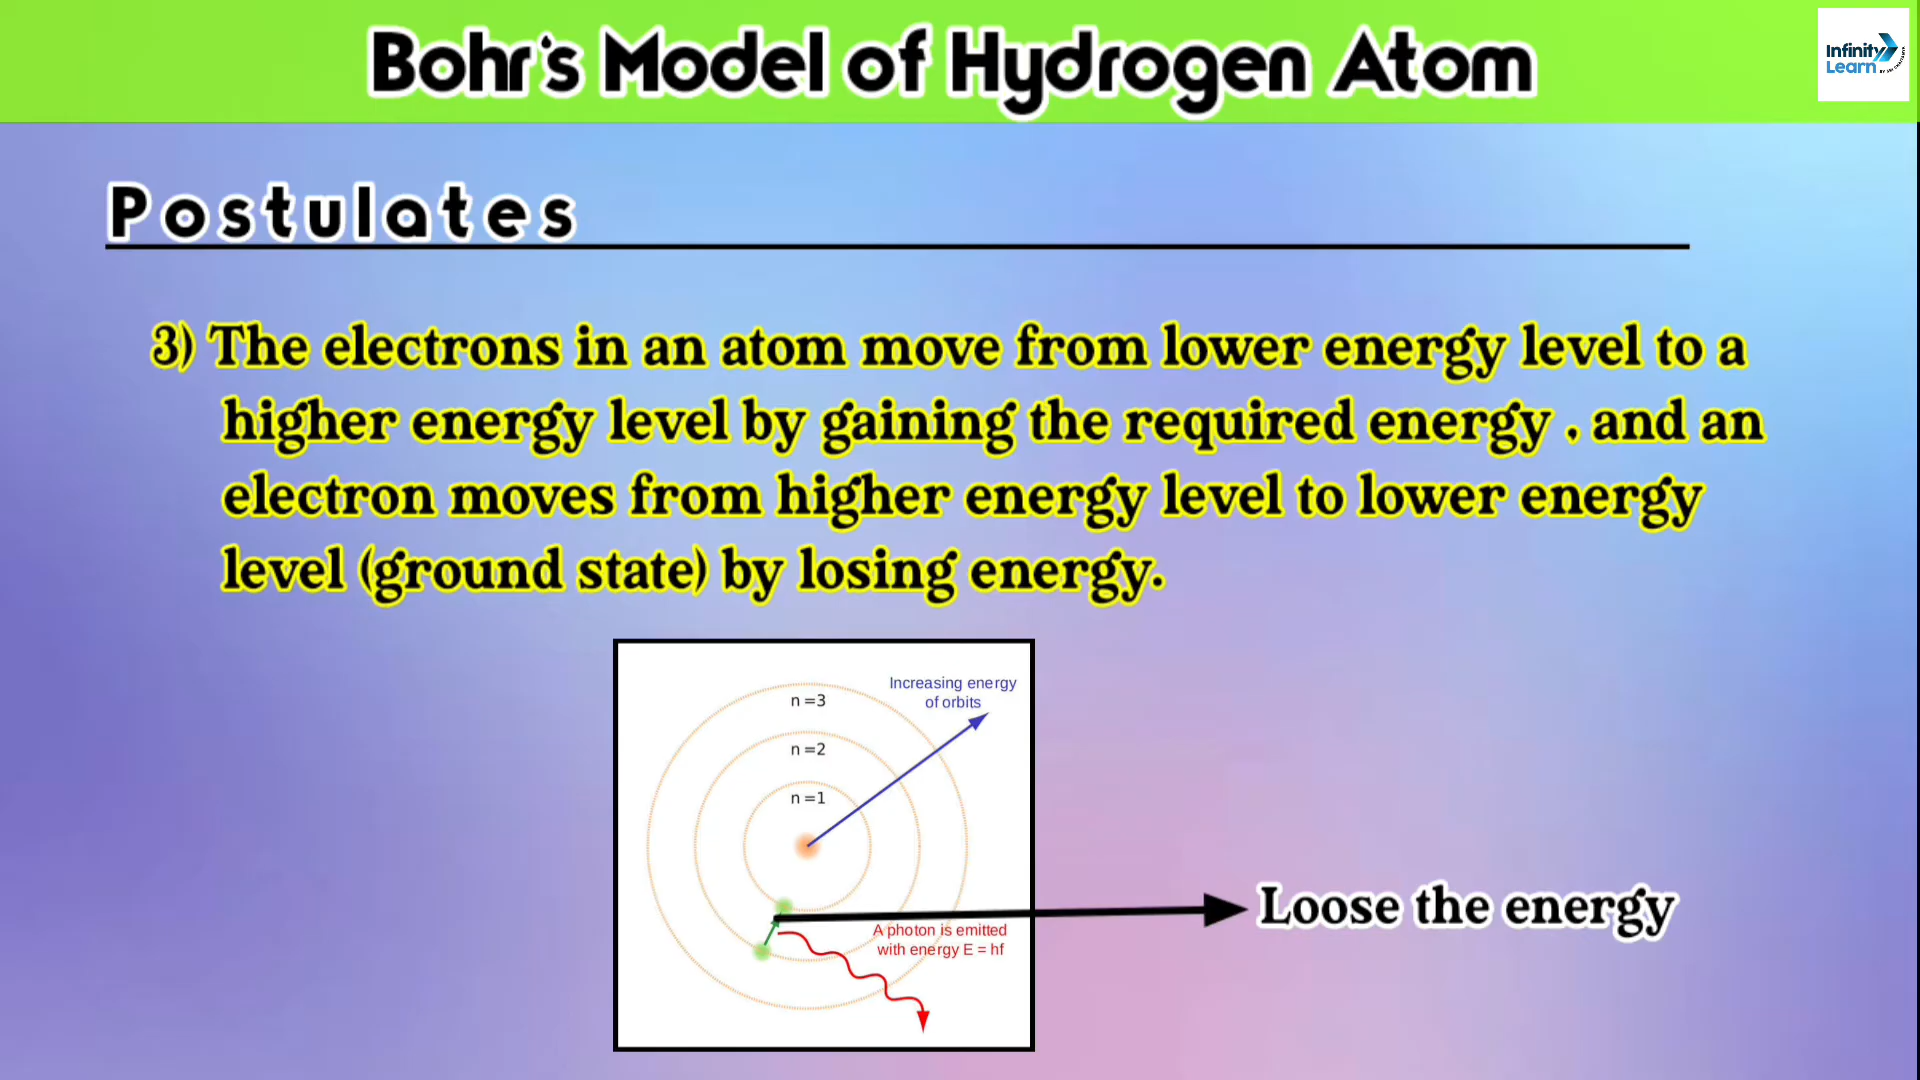 Bohr's Model of Hydrogen Atom
Infinity
Learn
Postulates
3) The electrons in an atom move from lower energy level to a
higher energy level by gaining the required energy . and an
electron moves from higher energy level to lower energy
level (ground state) by losing energy.
Increasing energy
of orbits
n=3
n=2
n=1
Loose the energy
A photon is emitted
with energy E = hf